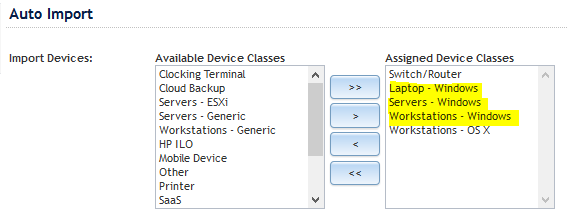 Auto Import
Import Devices:
Available Device Classes
Clocking Terminal
Cloud Backup
Servers - ESXi
Servers - Generic
Workstations - Generic
HP ILO
Mobile Device
Other
Printer
SaaS
>>
>
<
<<
Assigned Device Classes
Switch/Router
Laptop - Windows
Servers - Windows
Workstations - Windows
Workstations - OS X